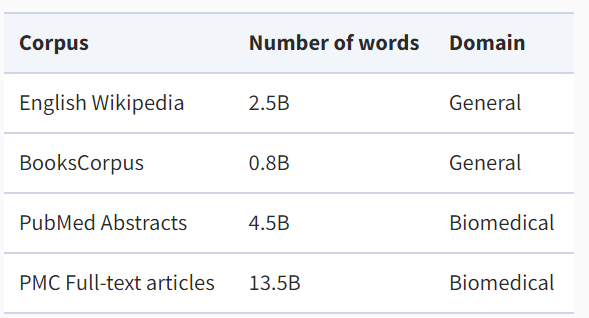 Corpus Number of words Domain
English Wikipedia 2.5B General
BooksCorpus 0.8B General
PubMed Abstracts 4.5B Biomedical
PMC Full-text articles 13.5B Biomedical